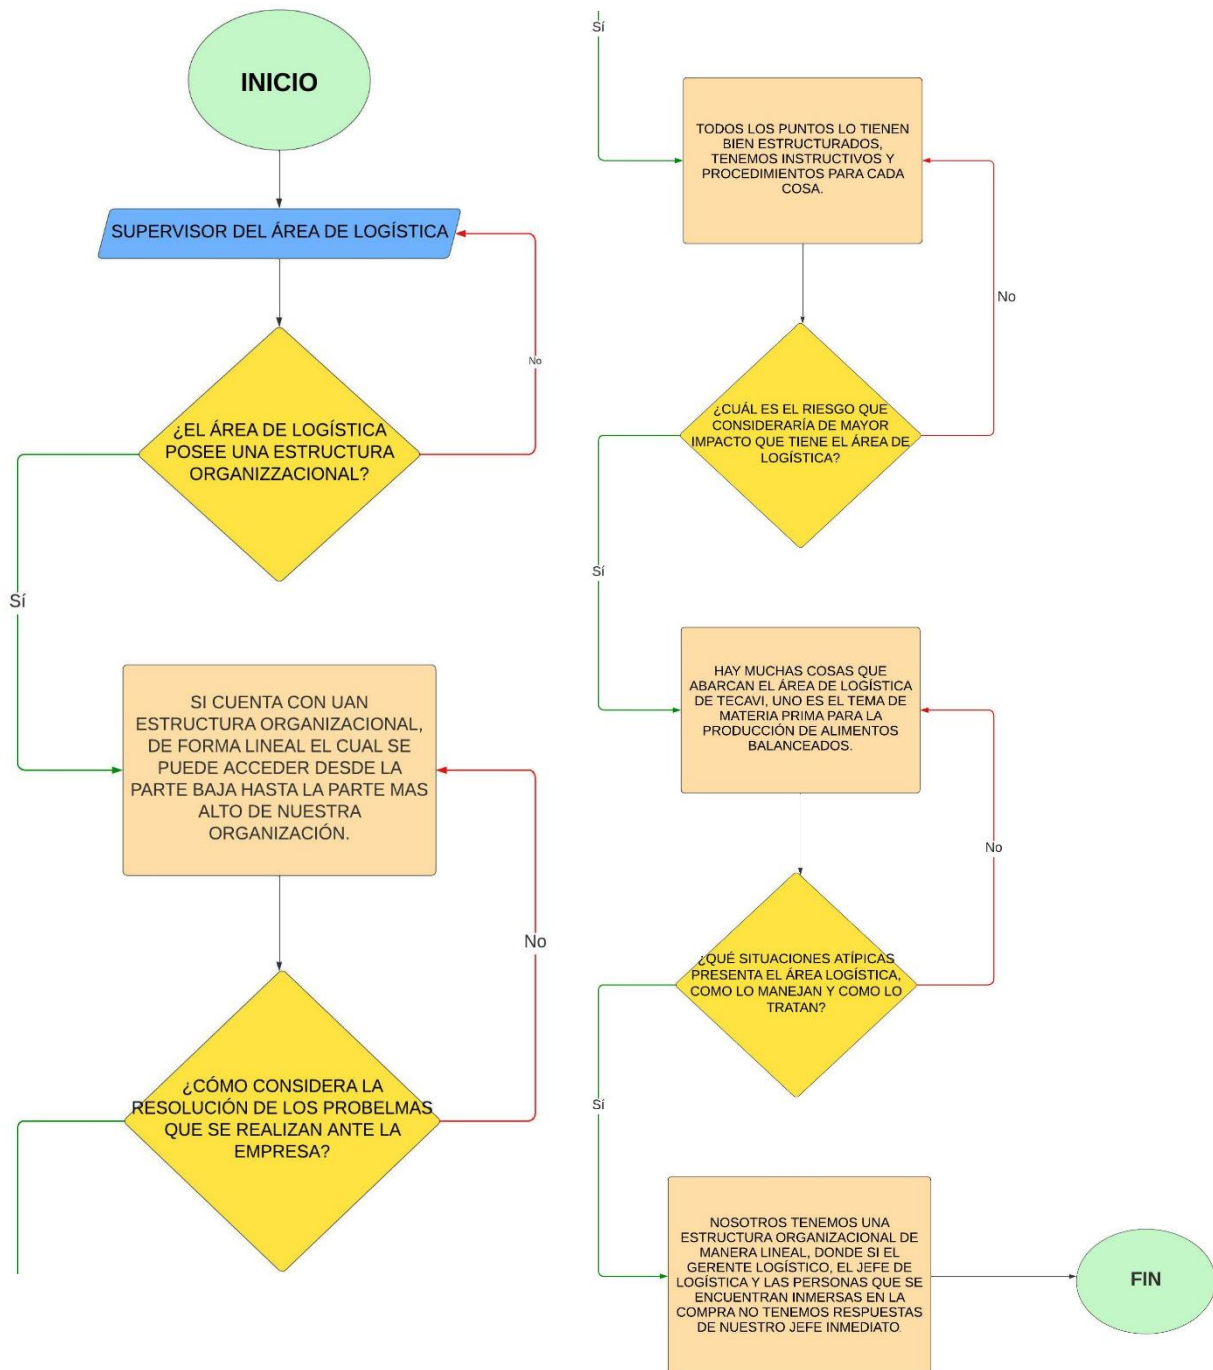 INICIO
SUPERVISOR DEL ÁREA DE LOGÍSTICA
No
¿EL ÁREA DE LOGÍSTICA
POSEE UNA ESTRUCTURA
ORGANIZZACIONAL?
Sí
SI CUENTA CON UAN
ESTRUCTURA ORGANIZACIONAL,
DE FORMA LINEAL EL CUAL SE
PUEDE ACCEDER DESDE LA
PARTE BAJA HASTA LA PARTE MAS
ALTO DE NUESTRA
ORGANIZACIÓN.
No
¿CÓMO CONSIDERA LA
RESOLUCIÓN DE LOS PROBELMAS
QUE SE REALIZAN ANTE LA
EMPRESA?
Sí
TODOS LOS PUNTOS LO TIENEN
BIEN ESTRUCTURADOS,
TENEMOS INSTRUCTIVOS Y
PROCEDIMIENTOS PARA CADA
COSA.
No
¿CUÁL ES EL RIESGO QUE
CONSIDERARÍA DE MAYOR
IMPACTO QUE TIENE EL ÁREA DE
LOGÍSTICA?
Sí
HAY MUCHAS COSAS QUE
ABARCAN EL ÁREA DE LOGÍSTICA
DE TECAVI, UNO ES EL TEMA DE
MATERIA PRIMA PARA LA
PRODUCCIÓN DE ALIMENTOS
BALANCEADOS.
No
¿QUÉ SITUACIONES ATÍPICAS
PRESENTA EL ÁREA LOGÍSTICA,
COMO LO MANEJAN Y COMO LO
TRATAN?
Sí
NOSOTROS TENEMOS UNA
ESTRUCTURA ORGANIZACIONAL DE
MANERA LINEAL, DONDE SI EL
GERENTE LOGÍSTICO, EL JEFE DE
LOGÍSTICA Y LAS PERSONAS QUE SE
ENCUENTRAN INMERSAS EN LA
COMPRA NO TENEMOS RESPUESTAS
DE NUESTRO JEFE INMEDIATO.
FIN